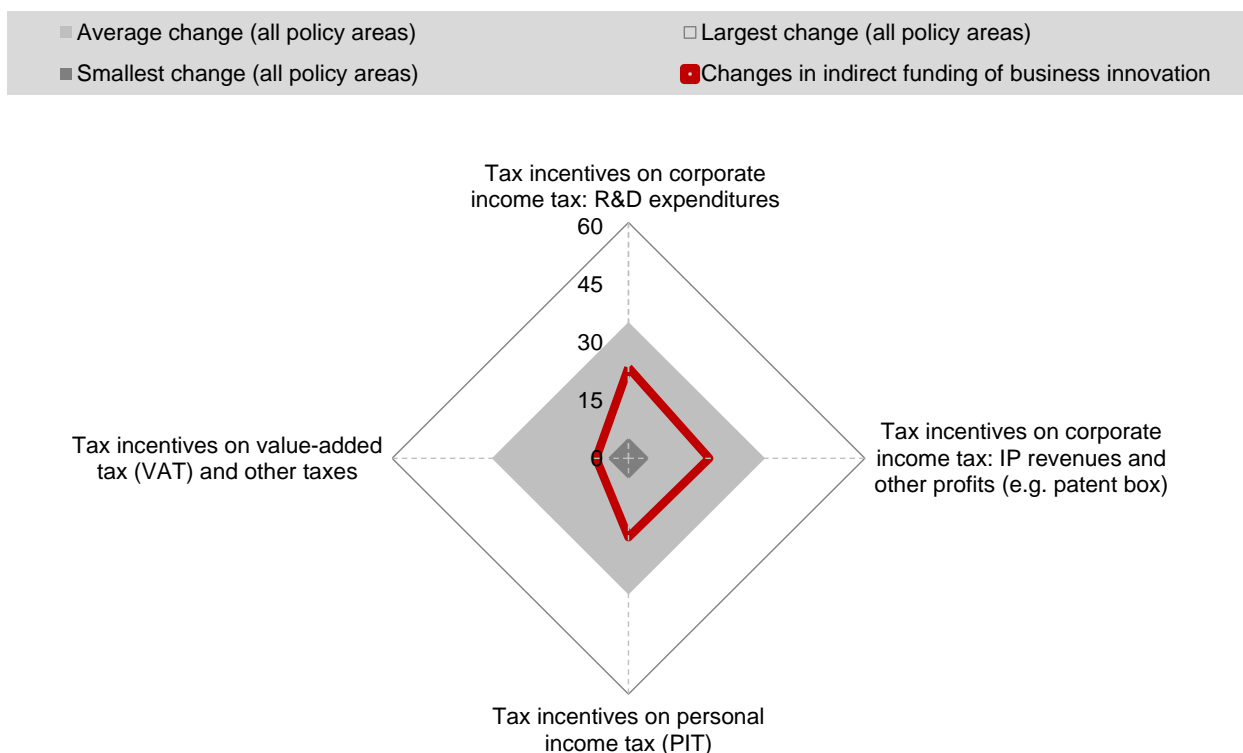 Average change (all policy areas)
Largest change (all policy areas)
Smallest change (all policy areas)
Changes in indirect funding of business innovation
Tax incentives on corporate
income tax: R&D expenditures
60
45
30
15
0
Tax incentives on value-added
tax (VAT) and other taxes
Tax incentives on corporate
income tax: IP revenues and
other profits (e.g. patent box)
Tax incentives on personal
income tax (PIT)